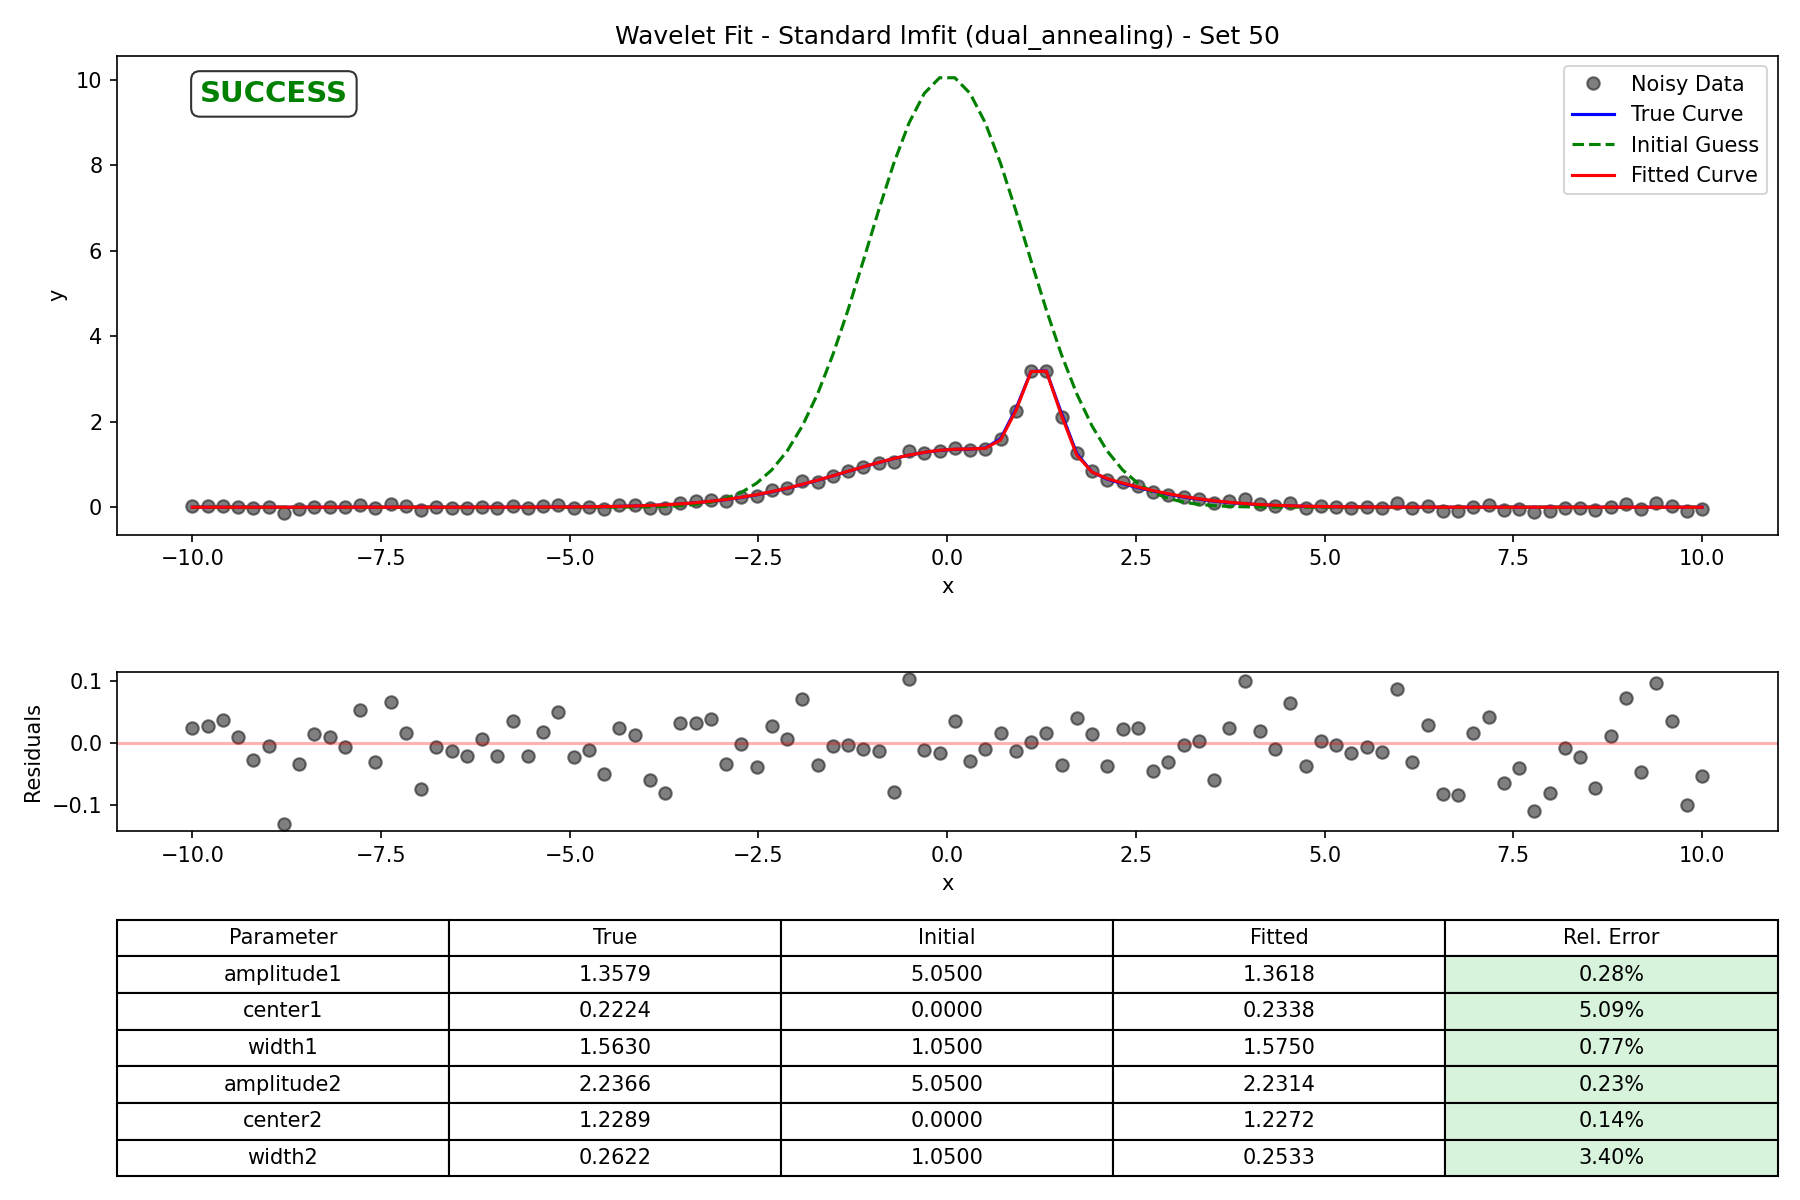 Wavelet Fit - Standard lmfit (dual_annealing) - Set 50
SUCCESS
Noisy Data
True Curve
Initial Guess
Fitted Curve
y
10
8
6
4
2
0
−10.0 −7.5 −5.0 −2.5 0.0 2.5 5.0 7.5 10.0
x
Residuals
0.1
0.0
−0.1
−10.0 −7.5 −5.0 −2.5 0.0 2.5 5.0 7.5 10.0
x
Parameter True Initial Fitted Rel. Error
amplitude1 1.3579 5.0500 1.3618 0.28%
center1 0.2224 0.0000 0.2338 5.09%
width1 1.5630 1.0500 1.5750 0.77%
amplitude2 2.2366 5.0500 2.2314 0.23%
center2 1.2289 0.0000 1.2272 0.14%
width2 0.2622 1.0500 0.2533 3.40%